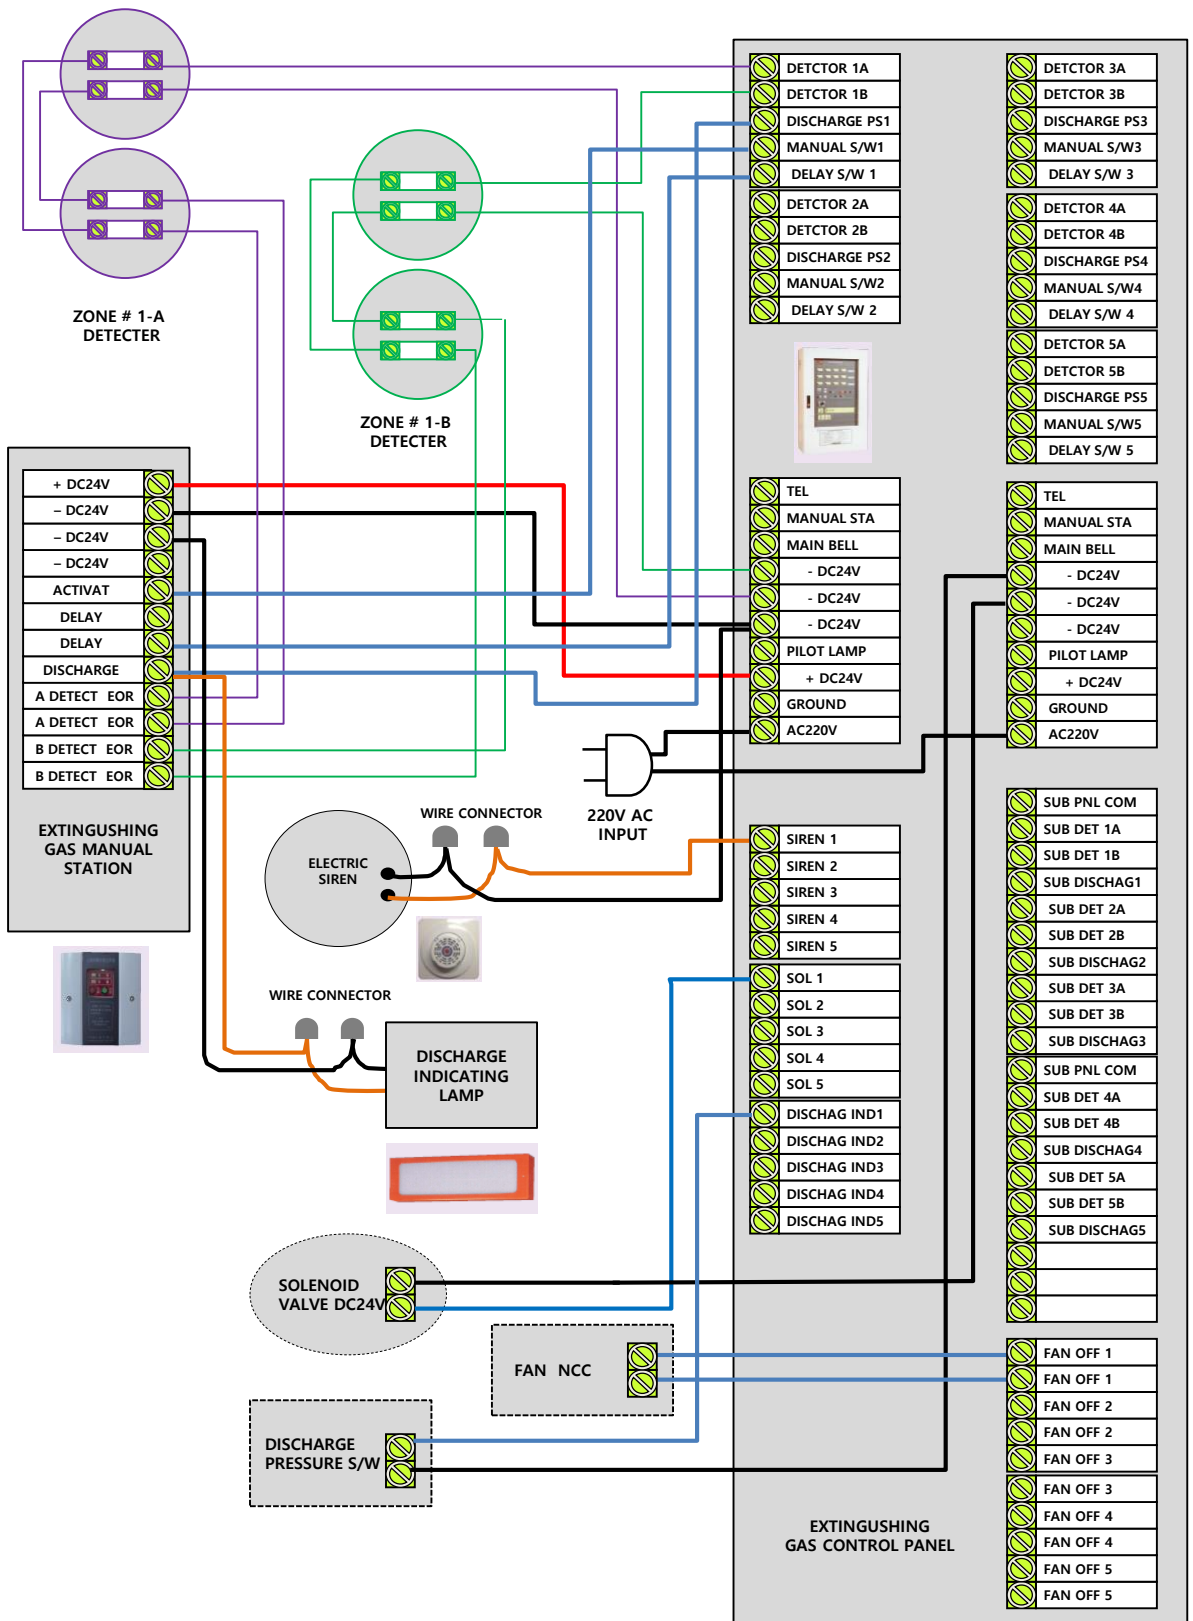 ZONE # 1-A
DETECTER
ZONE # 1-B
DETECTER
+ DC24V
– DC24V
– DC24V
– DC24V
ACTIVAT
DELAY
DELAY
DISCHARGE
A DETECT EOR
A DETECT EOR
B DETECT EOR
B DETECT EOR
EXTINGUSHING
GAS MANUAL
STATION
DETCTOR 1A
DETCTOR 1B
DISCHARGE PS1
MANUAL S/W1
DELAY S/W 1
DETCTOR 2A
DETCTOR 2B
DISCHARGE PS2
MANUAL S/W2
DELAY S/W 2
DETCTOR 3A
DETCTOR 3B
DISCHARGE PS3
MANUAL S/W3
DELAY S/W 3
DETCTOR 4A
DETCTOR 4B
DISCHARGE PS4
MANUAL S/W4
DELAY S/W 4
DETCTOR 5A
DETCTOR 5B
DISCHARGE PS5
MANUAL S/W5
DELAY S/W 5
TEL
MANUAL STA
MAIN BELL
- DC24V
- DC24V
- DC24V
PILOT LAMP
+ DC24V
GROUND
AC220V
TEL
MANUAL STA
MAIN BELL
- DC24V
- DC24V
- DC24V
PILOT LAMP
+ DC24V
GROUND
AC220V
220V AC
INPUT
WIRE CONNECTOR
ELECTRIC
SIREN
WIRE CONNECTOR
DISCHARGE
INDICATING
LAMP
SIREN 1
SIREN 2
SIREN 3
SIREN 4
SIREN 5
SOL 1
SOL 2
SOL 3
SOL 4
SOL 5
DISCHAG IND1
DISCHAG IND2
DISCHAG IND3
DISCHAG IND4
DISCHAG IND5
SUB PNL COM
SUB DET 1A
SUB DET 1B
SUB DISCHAG1
SUB DET 2A
SUB DET 2B
SUB DISCHAG2
SUB DET 3A
SUB DET 3B
SUB DISCHAG3
SUB PNL COM
SUB DET 4A
SUB DET 4B
SUB DISCHAG4
SUB DET 5A
SUB DET 5B
SUB DISCHAG5
SOLENOID
VALVE DC24V
FAN NCC
DISCHARGE
PRESSURE S/W
FAN OFF 1
FAN OFF 1
FAN OFF 2
FAN OFF 2
FAN OFF 3
FAN OFF 3
FAN OFF 4
FAN OFF 4
FAN OFF 5
FAN OFF 5
EXTINGUSHING
GAS CONTROL PANEL